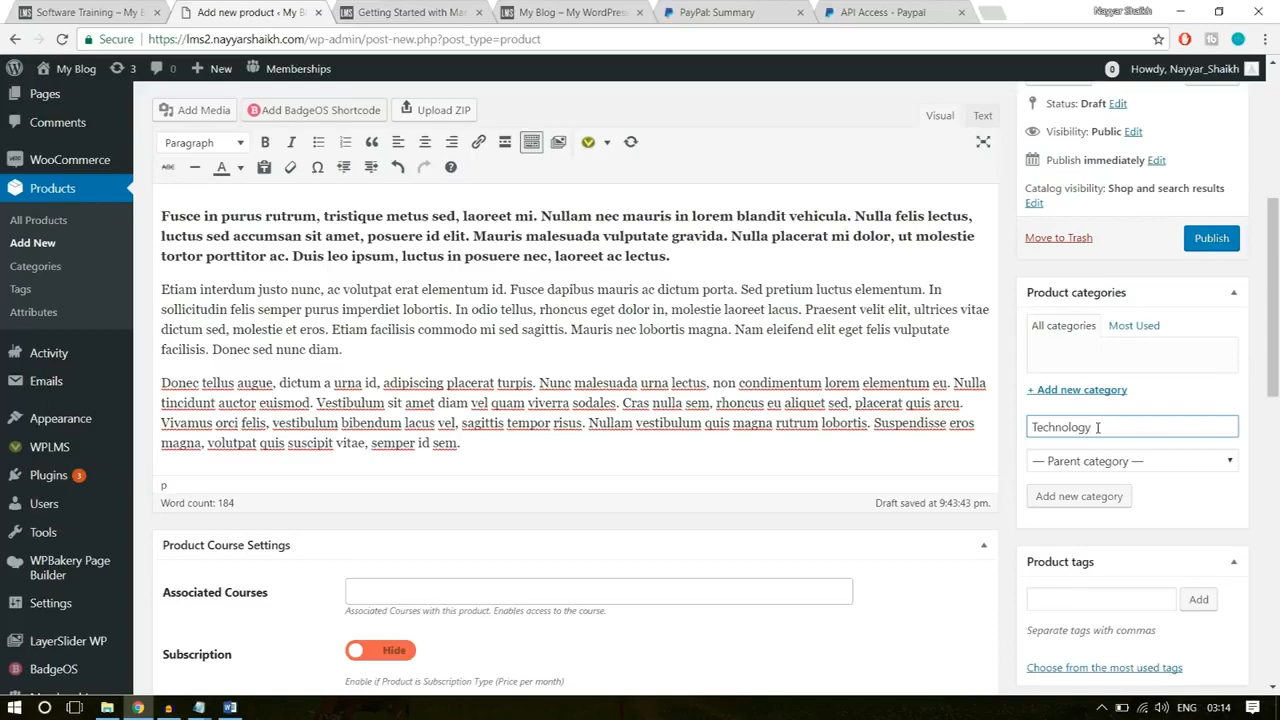 Software Training – My B
Add new product ‹ My B
Getting Started with Mar
My Blog – My WordPress
PayPal: Summary
API Access - Paypal
Nayyar Shaikh
Secure
https://lms2.nayyarshaikh.com/wp-admin/post-new.php?post_type=product
My Blog
3
0
New
Memberships
0
Howdy, Nayyar_Shaikh
Pages
Comments
WooCommerce
Products
All Products
Add New
Categories
Tags
Attributes
Activity
Emails
Appearance
WPLMS
Plugins 3
Users
Tools
WPBakery Page
Builder
Settings
LayerSlider WP
BadgeOS
Add Media
Add BadgeOS Shortcode
Upload ZIP
Visual
Text
Paragraph
Fusce in purus rutrum, tristique metus sed, laoreet mi. Nullam nec mauris in lorem blandit vehicula. Nulla felis lectus,
luctus sed accumsan sit amet, posuere id elit. Mauris malesuada vulputate gravida. Nulla placerat mi dolor, ut molestie
tortor porttitor ac. Duis leo ipsum, luctus in posuere nec, laoreet ac lectus.
Etiam interdum justo nunc, ac volutpat erat elementum id. Fusce dapibus mauris ac dictum porta. Sed pretium luctus elementum. In
sollicitudin felis semper purus imperdiet lobortis. In odio tellus, rhoncus eget dolor in, molestie laoreet lacus. Praesent velit elit, ultrices vitae
dictum sed, molestie et eros. Etiam facilisis commodo mi sed sagittis. Mauris nec lobortis magna. Nam eleifend elit eget felis vulputate
facilisis. Donec sed nunc diam.
Donec tellus augue, dictum a urna id, adipiscing placerat turpis. Nunc malesuada urna lectus, non condimentum lorem elementum eu. Nulla
tincidunt auctor euismod. Vestibulum sit amet diam vel quam viverra sodales. Cras nulla sem, rhoncus eu aliquet sed, placerat quis arcu.
Vivamus orci felis, vestibulum bibendum lacus vel, sagittis tempor risus. Nullam vestibulum quis magna rutrum lobortis. Suspendisse eros
magna, volutpat quis suscipit vitae, semper id sem.
p
Word count: 184
Draft saved at 9:43:43 pm.
Product Course Settings
Associated Courses
Associated Courses with this product. Enables access to the course.
Subscription
Hide
Enable if Product is Subscription Type (Price per month)
Status: Draft Edit
Visibility: Public Edit
Publish immediately Edit
Catalog visibility: Shop and search results
Edit
Move to Trash
Publish
Product categories
All categories
Most Used
+ Add new category
Technology
— Parent category —
Add new category
Product tags
Add
Separate tags with commas
Choose from the most used tags
ENG
03:14